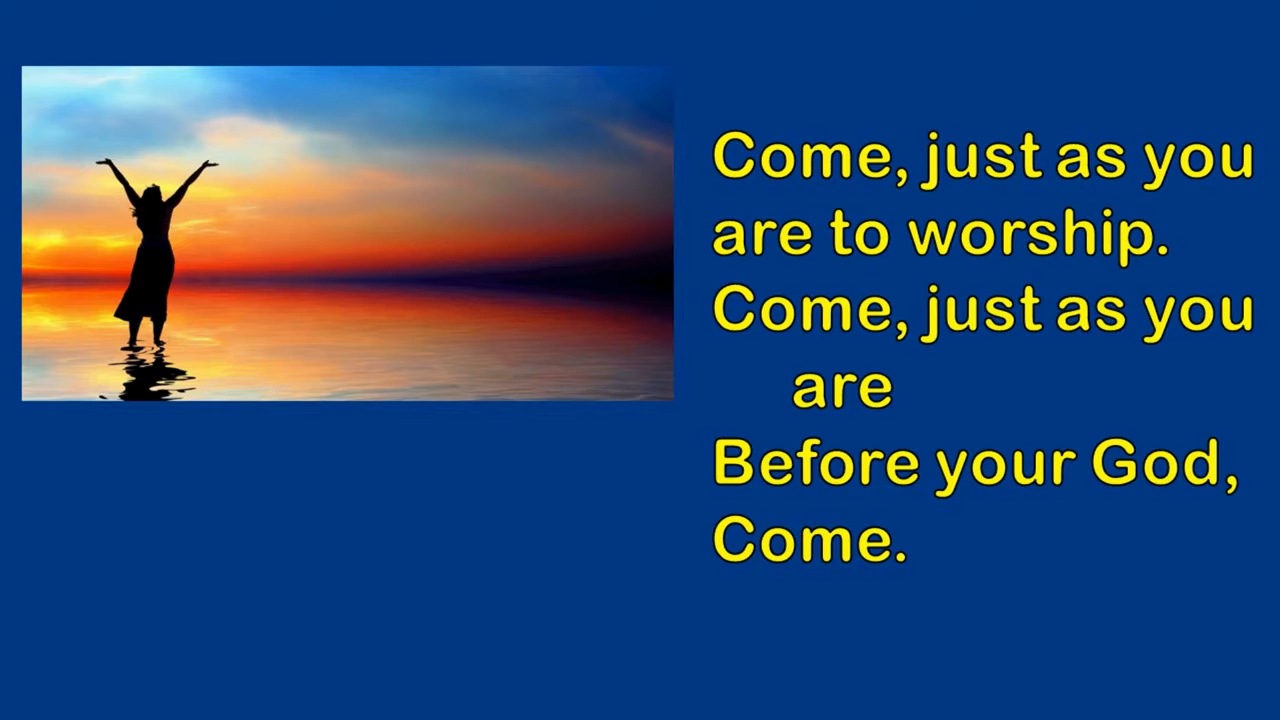 Come, just as you
are to worship.
Come, just as you
are
Before your God,
Come.